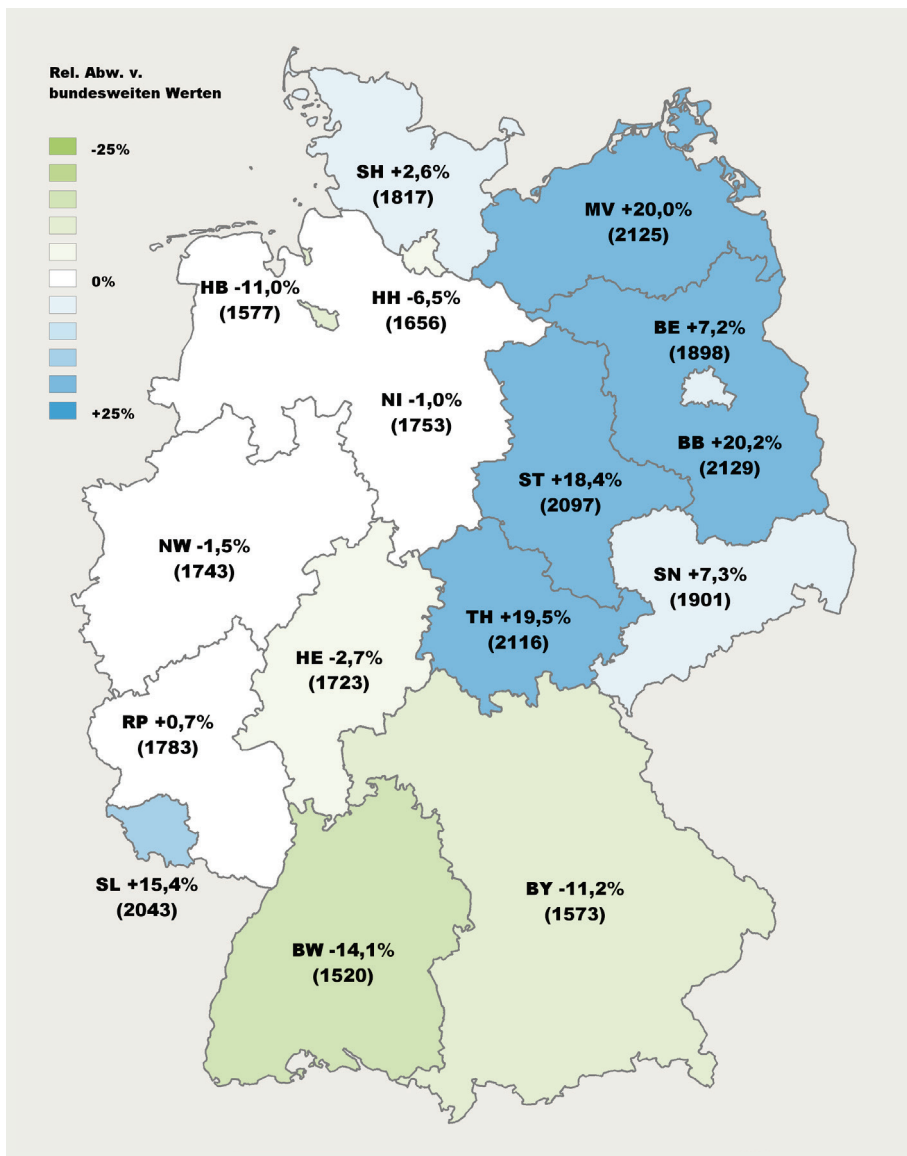 Rel. Abw. v.
bundesweiten Werten
-25%
0%
+25%
SH +2,6%
(1817)
MV +20,0%
(2125)
HB -11,0%
(1577)
HH -6,5%
(1656)
BE +7,2%
(1898)
NI -1,0%
(1753)
BB +20,2%
(2129)
ST +18,4%
(2097)
NW -1,5%
(1743)
SN +7,3%
(1901)
TH +19,5%
(2116)
HE -2,7%
(1723)
RP +0,7%
(1783)
SL +15,4%
(2043)
BY -11,2%
(1573)
BW -14,1%
(1520)